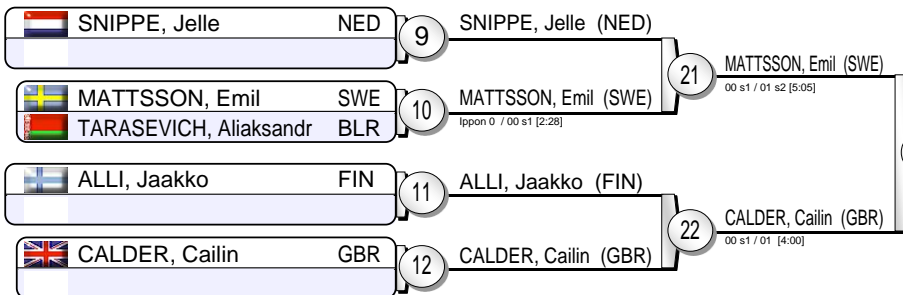 SNIPPE, Jelle NED
9
SNIPPE, Jelle (NED)
21
MATTSSON, Emil (SWE)
00 s1 / 01 s2 [5:05]
MATTSSON, Emil SWE
TARASEVICH, Aliaksandr BLR
10
MATTSSON, Emil (SWE)
Ippon 0 / 00 s1 [2:28]
ALLI, Jaakko FIN
11
ALLI, Jaakko (FIN)
22
CALDER, Cailin (GBR)
00 s1 / 01 [4:00]
CALDER, Cailin GBR
12
CALDER, Cailin (GBR)